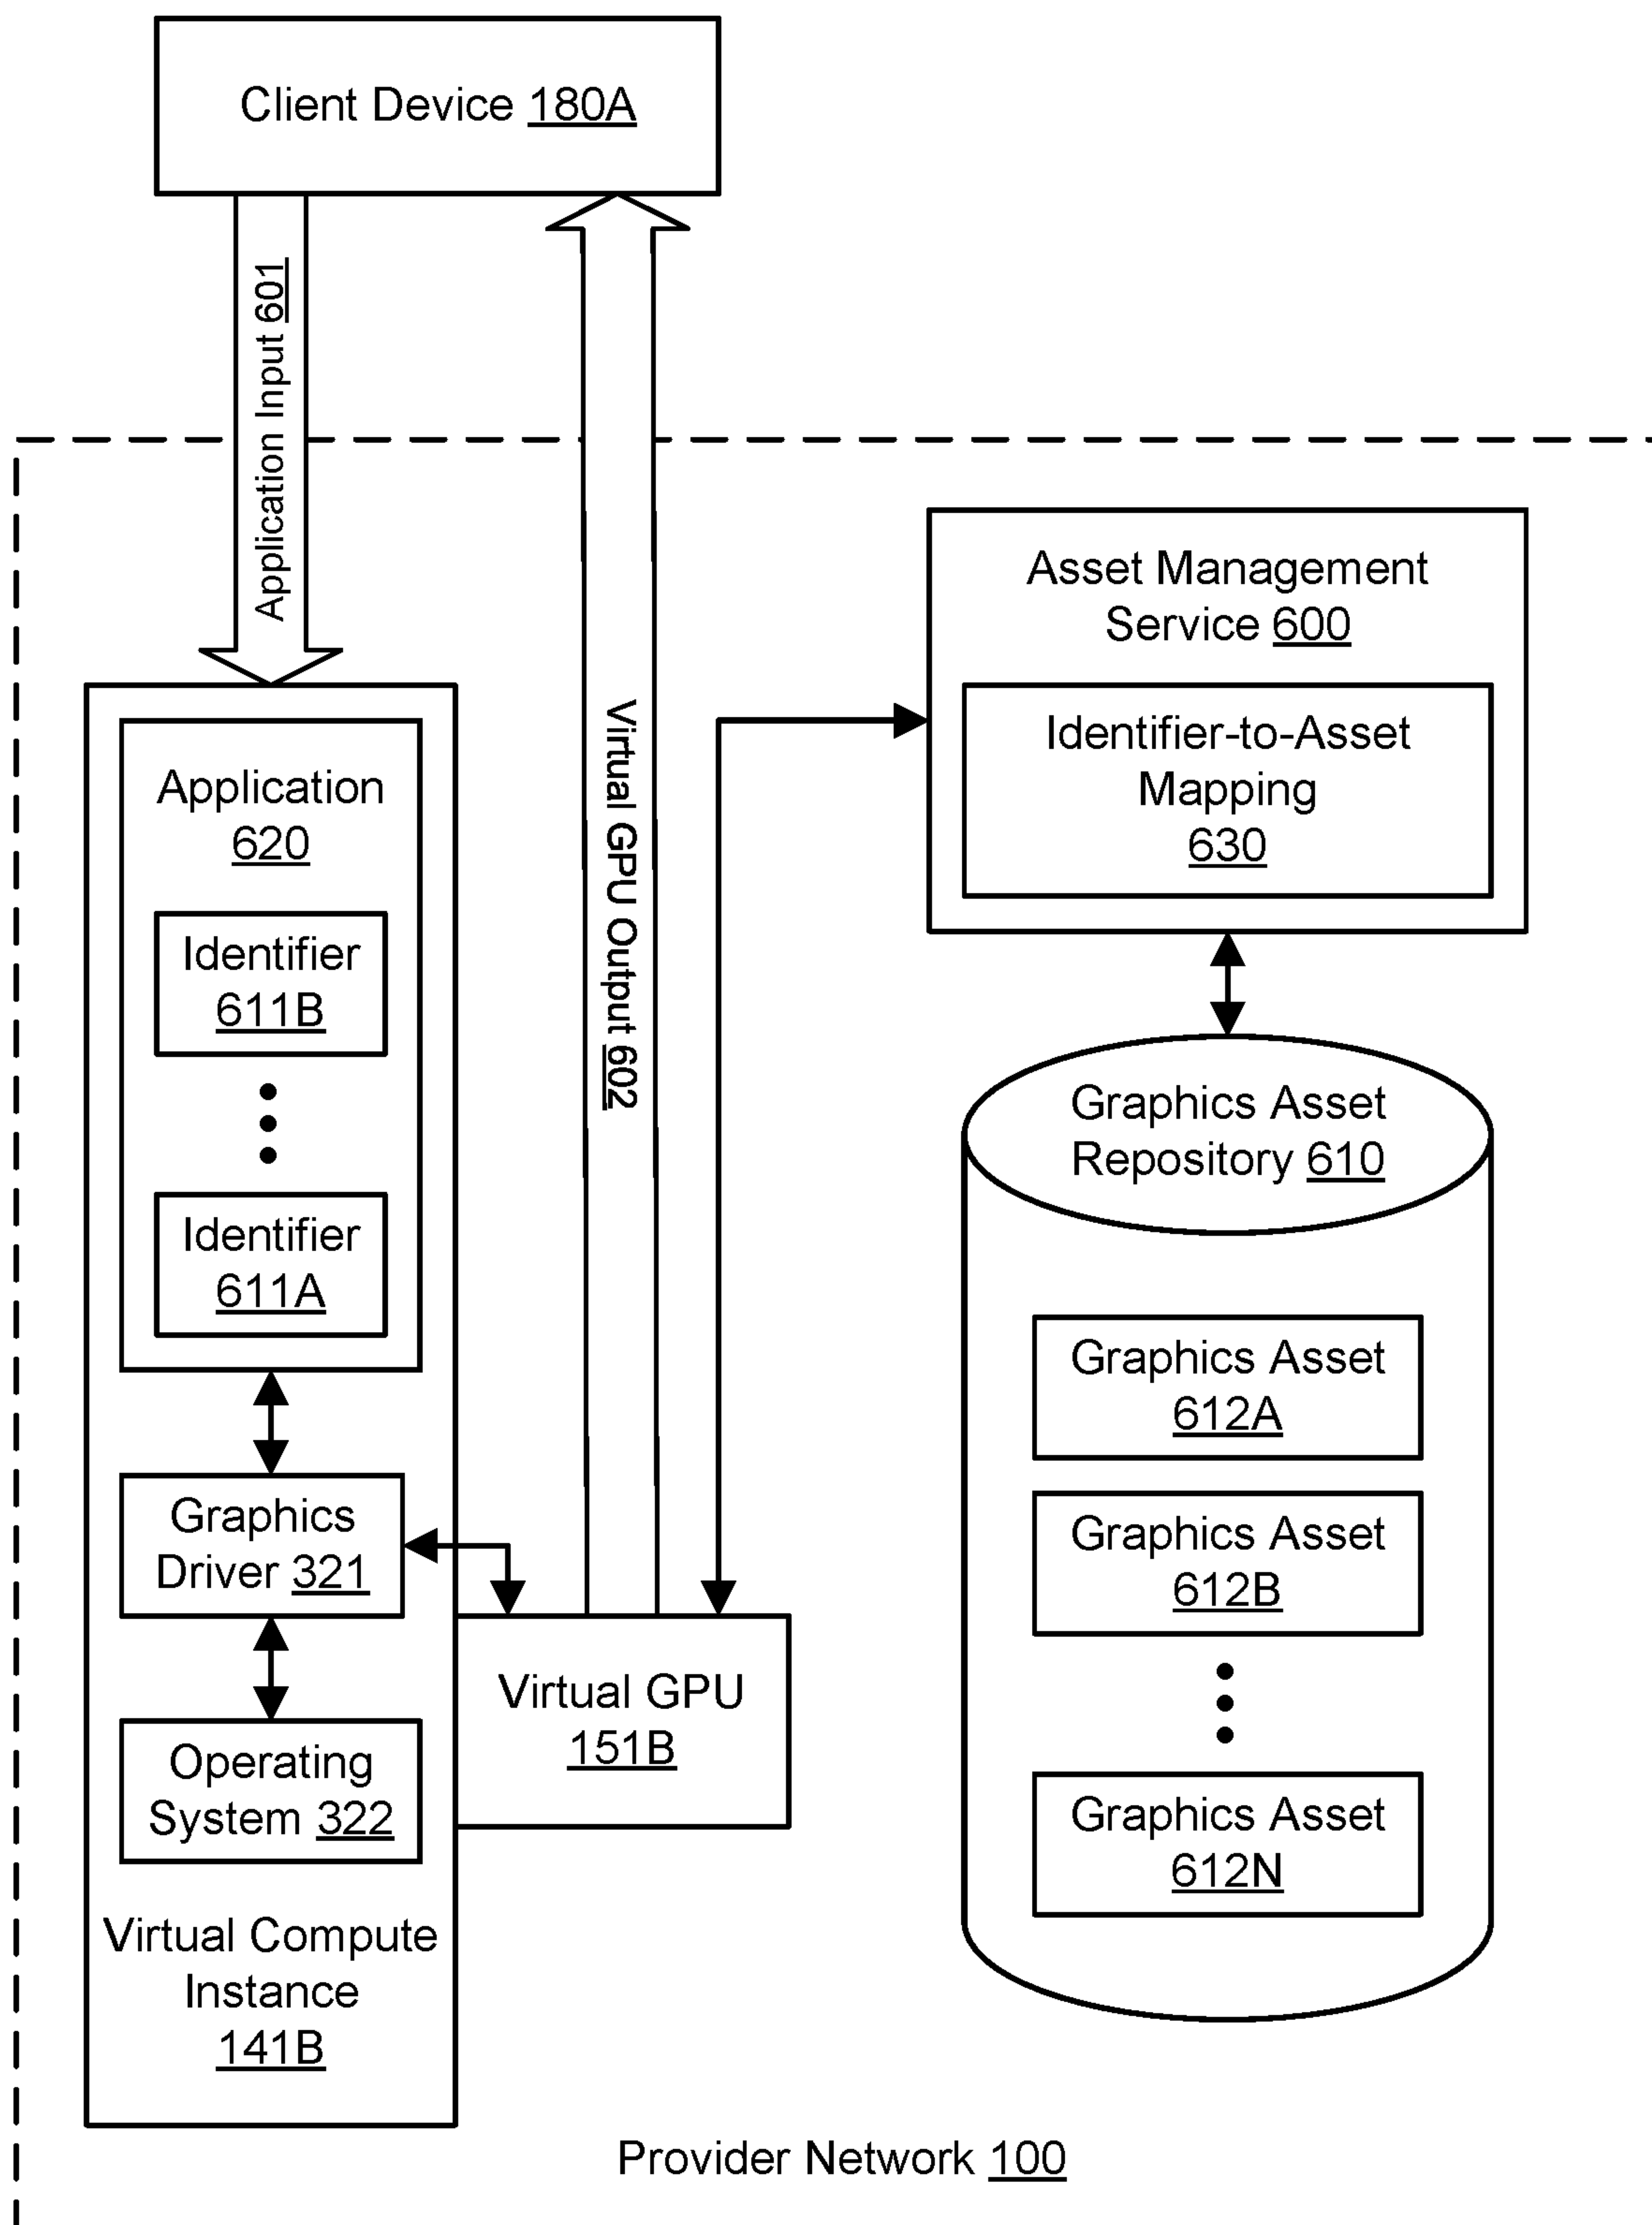 Client Device 180A
Application Input 601
Virtual GPU Output 602
Asset Management
Service 600
Identifier-to-Asset
Mapping
630
Application
620
Identifier
611B
Identifier
611A
Graphics
Driver 321
Operating
System 322
Virtual Compute
Instance
141B
Virtual GPU
151B
Graphics Asset
Repository 610
Graphics Asset
612A
Graphics Asset
612B
Graphics Asset
612N
Provider Network 100